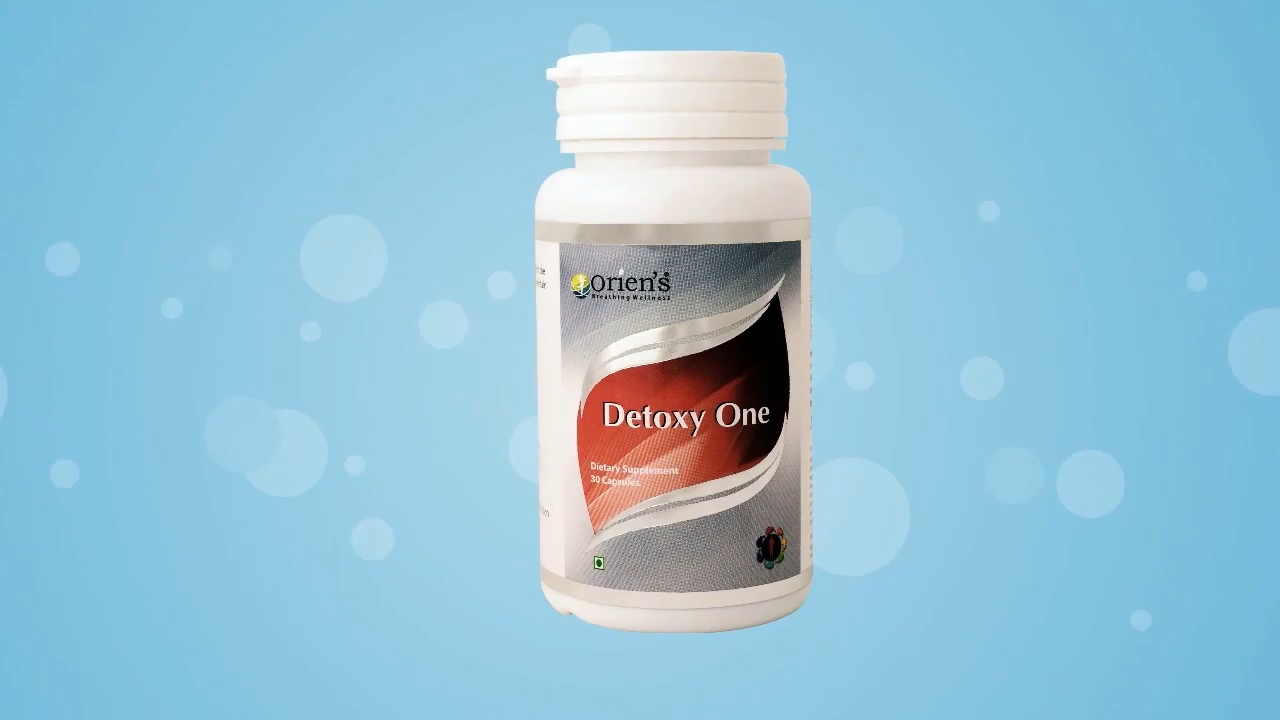 Orien's
Breathing Wellness
Detoxy One
Dietary Supplement
30 Capsules